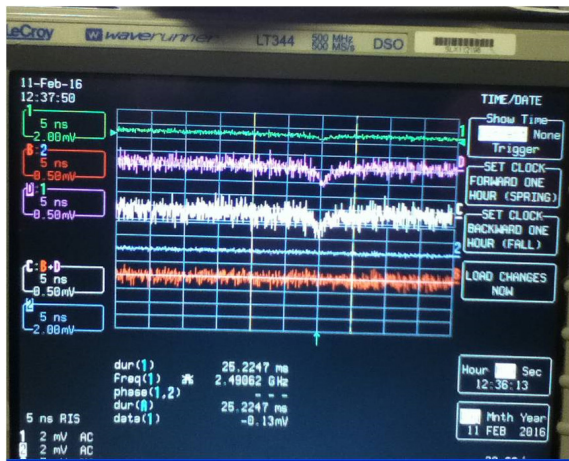 LeCroy waverunner LT344 500 MHz 500 MS/s DSO
11-Feb-16
12:37:50
TIME/DATE
1
5 ns
2.00mV
B:2
5 ns
0.50mV
D:1
5 ns
0.50mV
C:B+D
5 ns
0.50mV
2
5 ns
2.00mV
1
D
C
2
B
Show Time
None
Trigger
SET CLOCK
FORWARD ONE
HOUR (SPRING)
SET CLOCK
BACKWARD ONE
HOUR (FALL)
LOAD CHANGES
NOW
Hour Sec
12:36:13
Mnth Year
11 FEB 2016
dur(1) 25.2247 ms
Freq(1) 2.49062 GHz
phase(1,2) - - -
dur(A) 25.2247 ms
data(1) -0.13mV
5 ns RIS
1 2 mV AC
2 2 mV AC